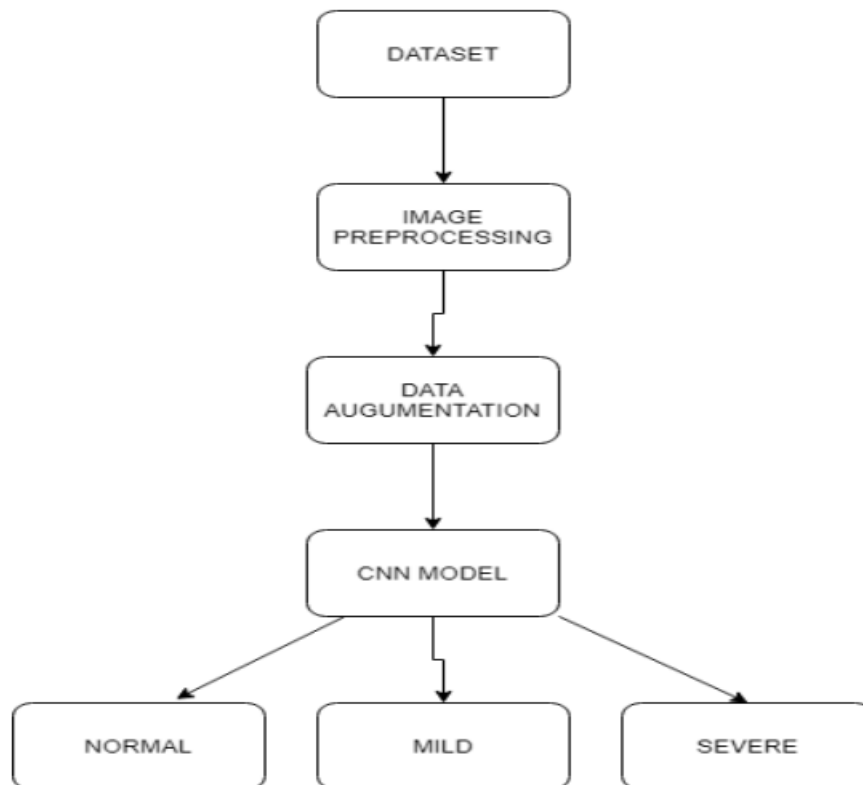 DATASET
IMAGE
PREPROCESSING
DATA
AUGUMENTATION
CNN MODEL
NORMAL
MILD
SEVERE